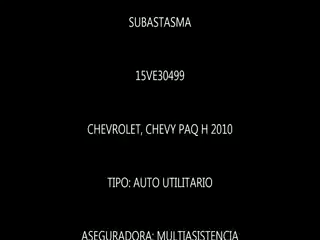 SUBASTASMA
15VE30499
CHEVROLET, CHEVY PAQ H 2010
TIPO: AUTO UTILITARIO
ASEGURADORA: MULTIASISTENCIA